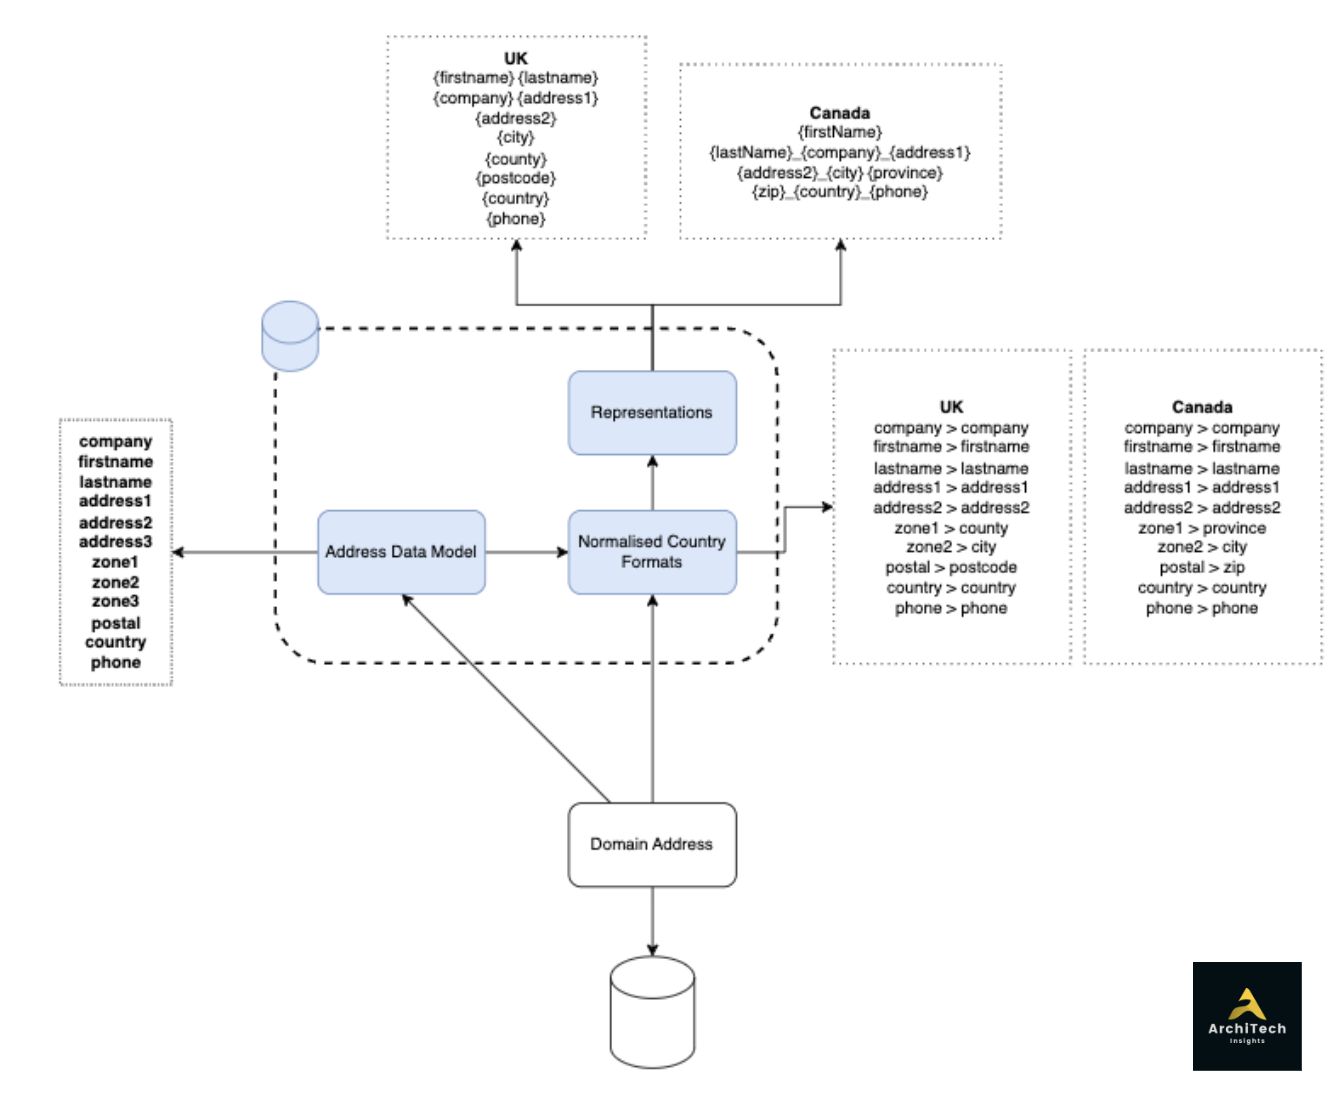 UK
{firstname} {lastname}
{company} {address1}
{address2}
{city}
{county}
{postcode}
{country}
{phone}
Canada
{firstName}
{lastName}_{company}_{address1}
{address2}_{city} {province}
{zip}_{country}_{phone}
Representations
company
firstname
lastname
address1
address2
address3
zone1
zone2
zone3
postal
country
phone
Address Data Model
Normalised Country
Formats
UK
company > company
firstname > firstname
lastname > lastname
address1 > address1
address2 > address2
zone1 > county
zone2 > city
postal > postcode
country > country
phone > phone
Canada
company > company
firstname > firstname
lastname > lastname
address1 > address1
address2 > address2
zone1 > province
zone2 > city
postal > zip
country > country
phone > phone
Domain Address
ArchiTech
Insights